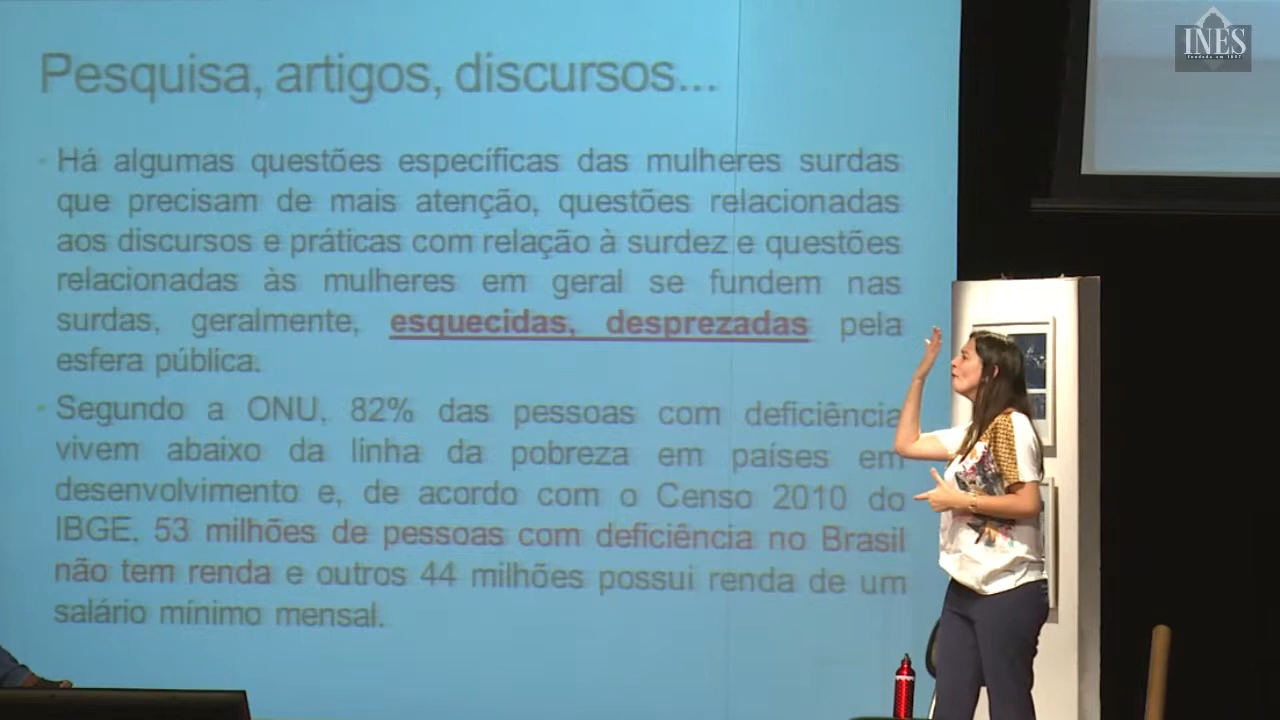 Pesquisa, artigos, discursos...
INES
fundado em 1857
Há algumas questões específicas das mulheres surdas
que precisam de mais atenção, questões relacionadas
aos discursos e práticas com relação à surdez e questões
relacionadas às mulheres em geral se fundem nas
surdas, geralmente, esquecidas, desprezadas pela
esfera pública.
Segundo a ONU, 82% das pessoas com deficiência
vivem abaixo da linha da pobreza em países em
desenvolvimento e, de acordo com o Censo 2010 do
IBGE, 53 milhões de pessoas com deficiência no Brasil
não tem renda e outros 44 milhões possui renda de um
salário mínimo mensal.